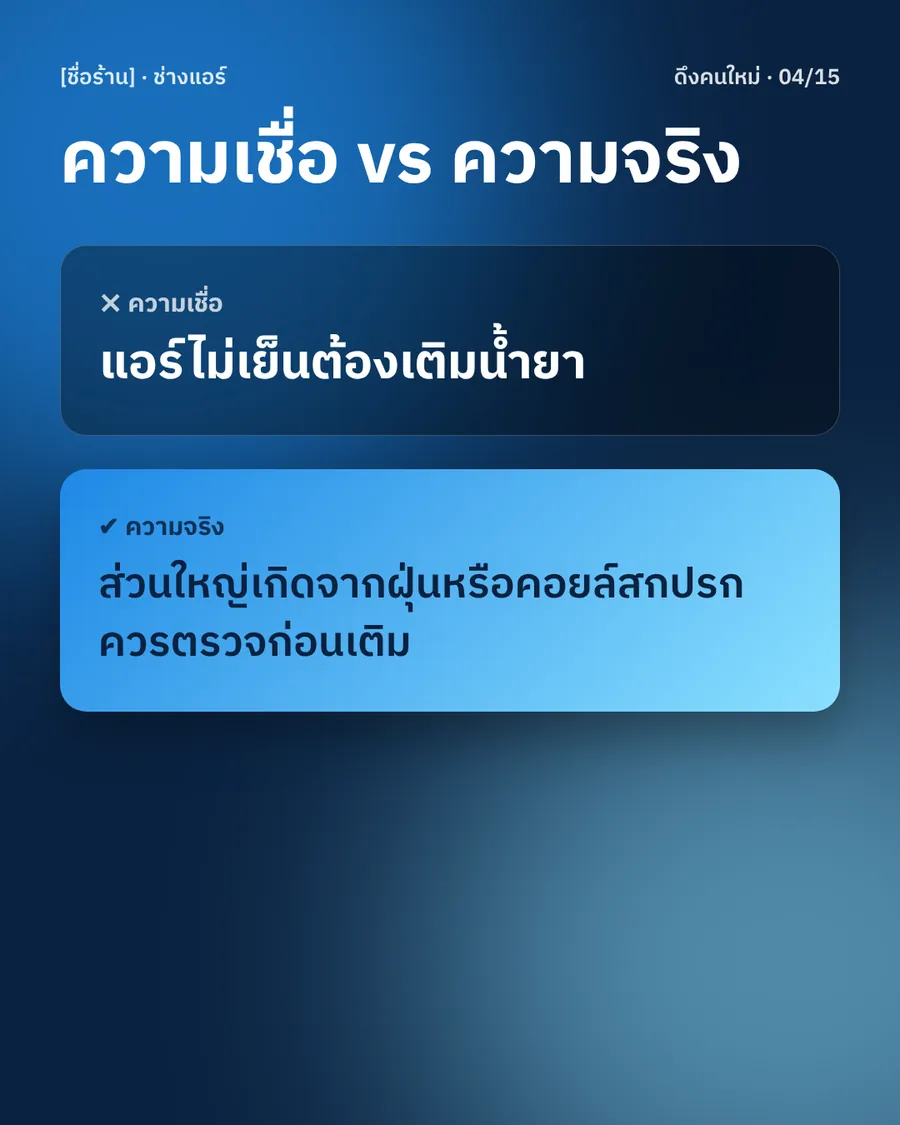 [ชื่อร้าน] · ช่างแอร์
ดึงคนใหม่ · 04/15
ความเชื่อ vs ความจริง
✕ ความเชื่อ
แอร์ไม่เย็นต้องเติมน้ำยา
✔ ความจริง
ส่วนใหญ่เกิดจากฝุ่นหรือคอยล์สกปรก
ควรตรวจก่อนเติม